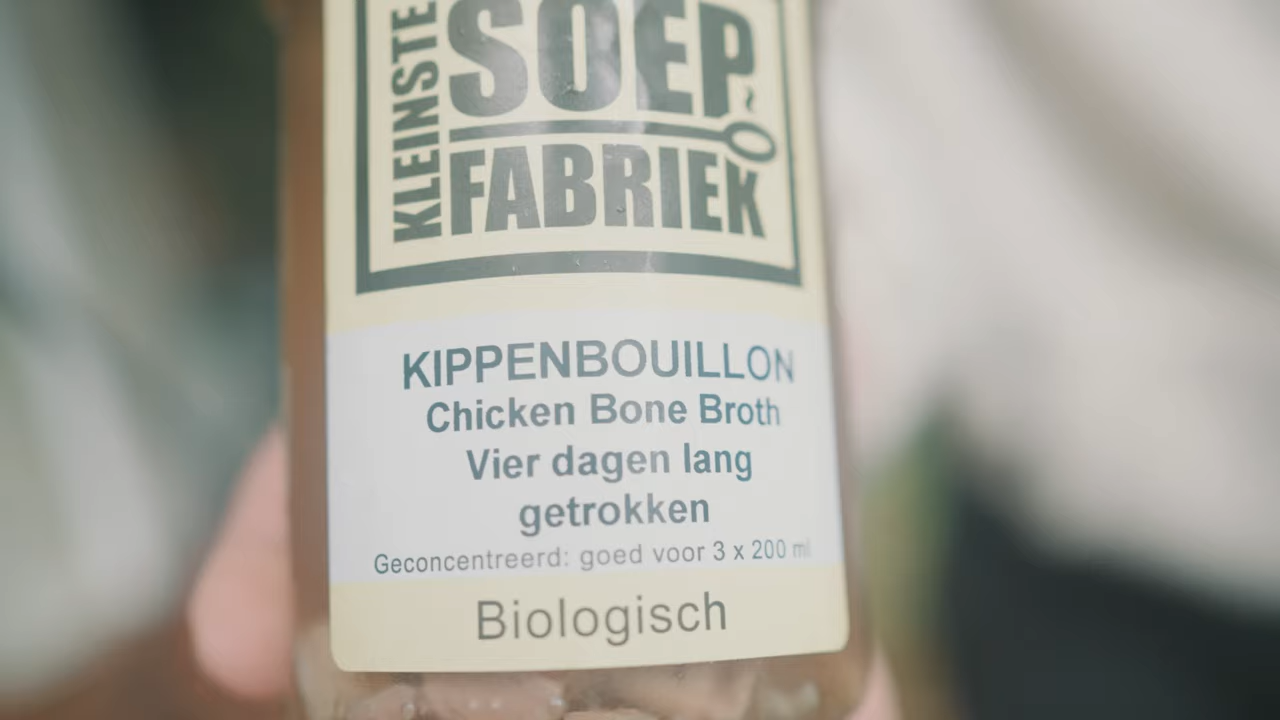 KLEINSTE
SOEP
FABRIEK
KIPPENBOUILLON
Chicken Bone Broth
Vier dagen lang
getrokken
Geconcentreerd: goed voor 3 x 200 ml
Biologisch